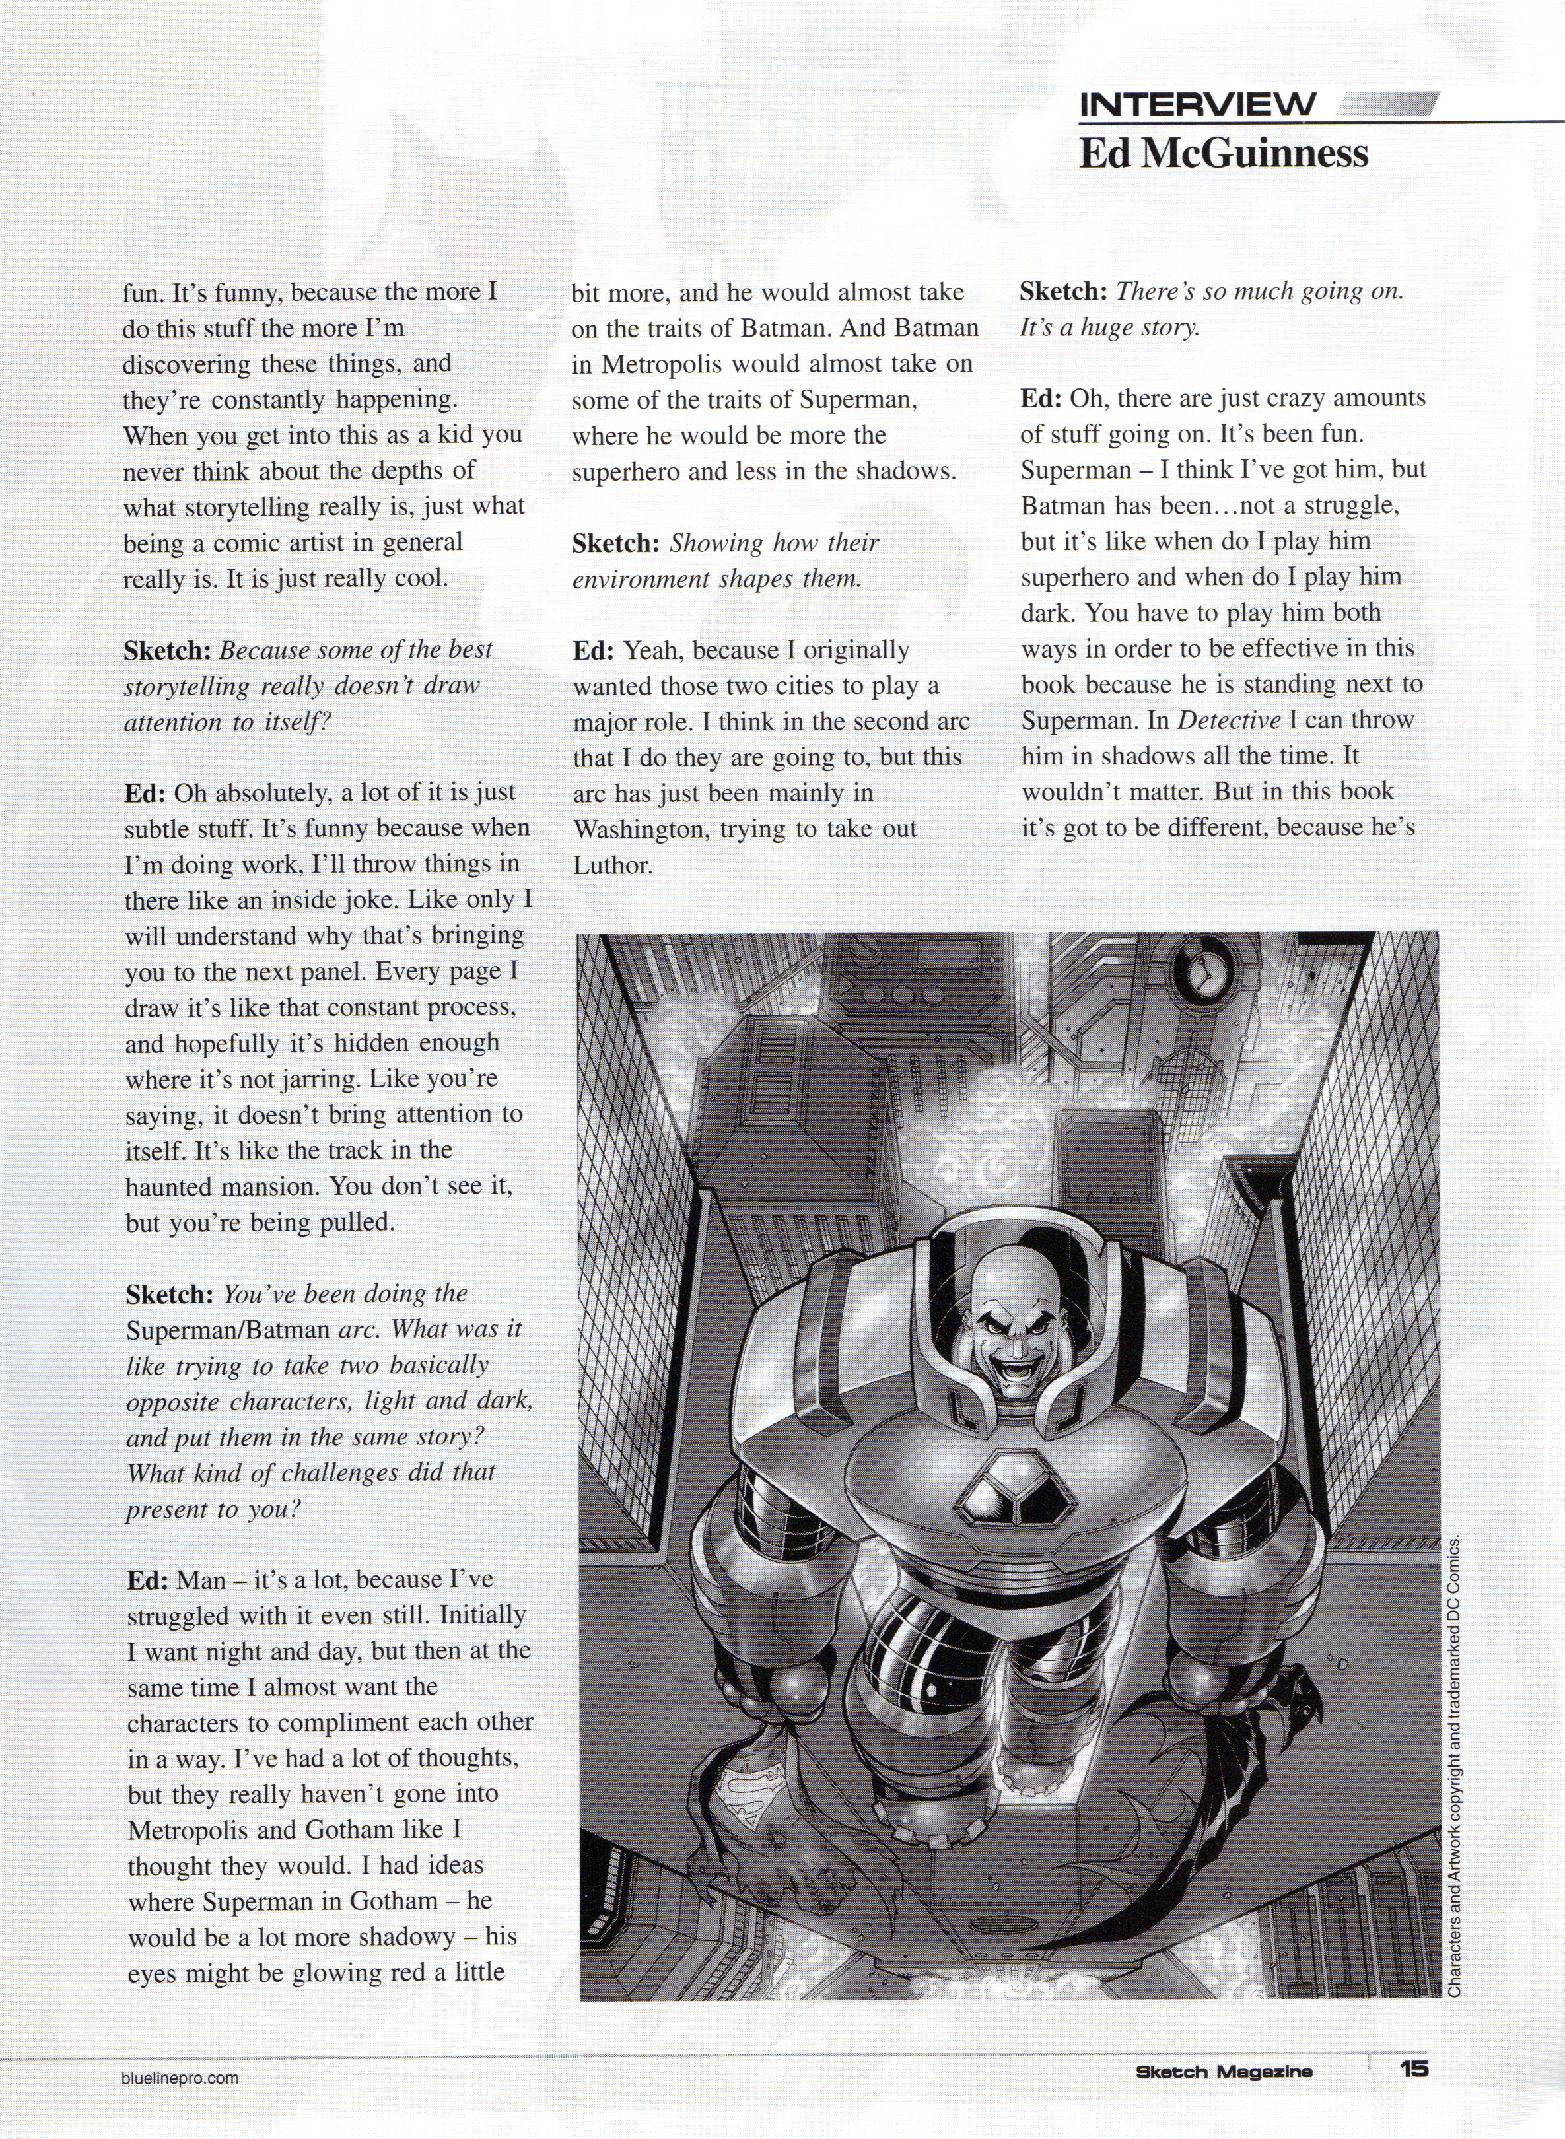 INTERVIEW
Ed McGuinness
fun. It's funny, because the more I
do this stuff the more I'm
discovering these things, and
they're constantly happening.
When you get into this as a kid you
never think about the depths of
what storytelling really is, just what
being a comic artist in general
really is. It is just really cool.
Sketch: Because some of the best
storytelling really doesn't draw
attention to itself?
Ed: Oh absolutely, a lot of it is just
subtle stuff. It's funny because when
I'm doing work, I'll throw things in
there like an inside joke. Like only I
will understand why that's bringing
you to the next panel. Every page I
draw it's like that constant process,
and hopefully it's hidden enough
where it's not jarring. Like you're
saying, it doesn't bring attention to
itself. It's like the track in the
haunted mansion. You don't see it,
but you're being pulled.
Sketch: You've been doing the
Superman/Batman arc. What was it
like trying to take two basically
opposite characters, light and dark,
and put them in the same story?
What kind of challenges did that
present to you?
Ed: Man – it's a lot, because I've
struggled with it even still. Initially
I want night and day, but then at the
same time I almost want the
characters to compliment each other
in a way. I've had a lot of thoughts,
but they really haven't gone into
Metropolis and Gotham like I
thought they would. I had ideas
where Superman in Gotham – he
would be a lot more shadowy – his
eyes might be glowing red a little
bit more, and he would almost take
on the traits of Batman. And Batman
in Metropolis would almost take on
some of the traits of Superman,
where he would be more the
superhero and less in the shadows.
Sketch: Showing how their
environment shapes them.
Ed: Yeah, because I originally
wanted those two cities to play a
major role. I think in the second arc
that I do they are going to, but this
arc has just been mainly in
Washington, trying to take out
Luthor.
Sketch: There's so much going on.
It's a huge story.
Ed: Oh, there are just crazy amounts
of stuff going on. It's been fun.
Superman – I think I've got him, but
Batman has been…not a struggle,
but it's like when do I play him
superhero and when do I play him
dark. You have to play him both
ways in order to be effective in this
book because he is standing next to
Superman. In Detective I can throw
him in shadows all the time. It
wouldn't matter. But in this book
it's got to be different, because he's
Characters and Artwork copyright and trademarked DC Comics.
bluelinepro.com
Sketch Magazine
15